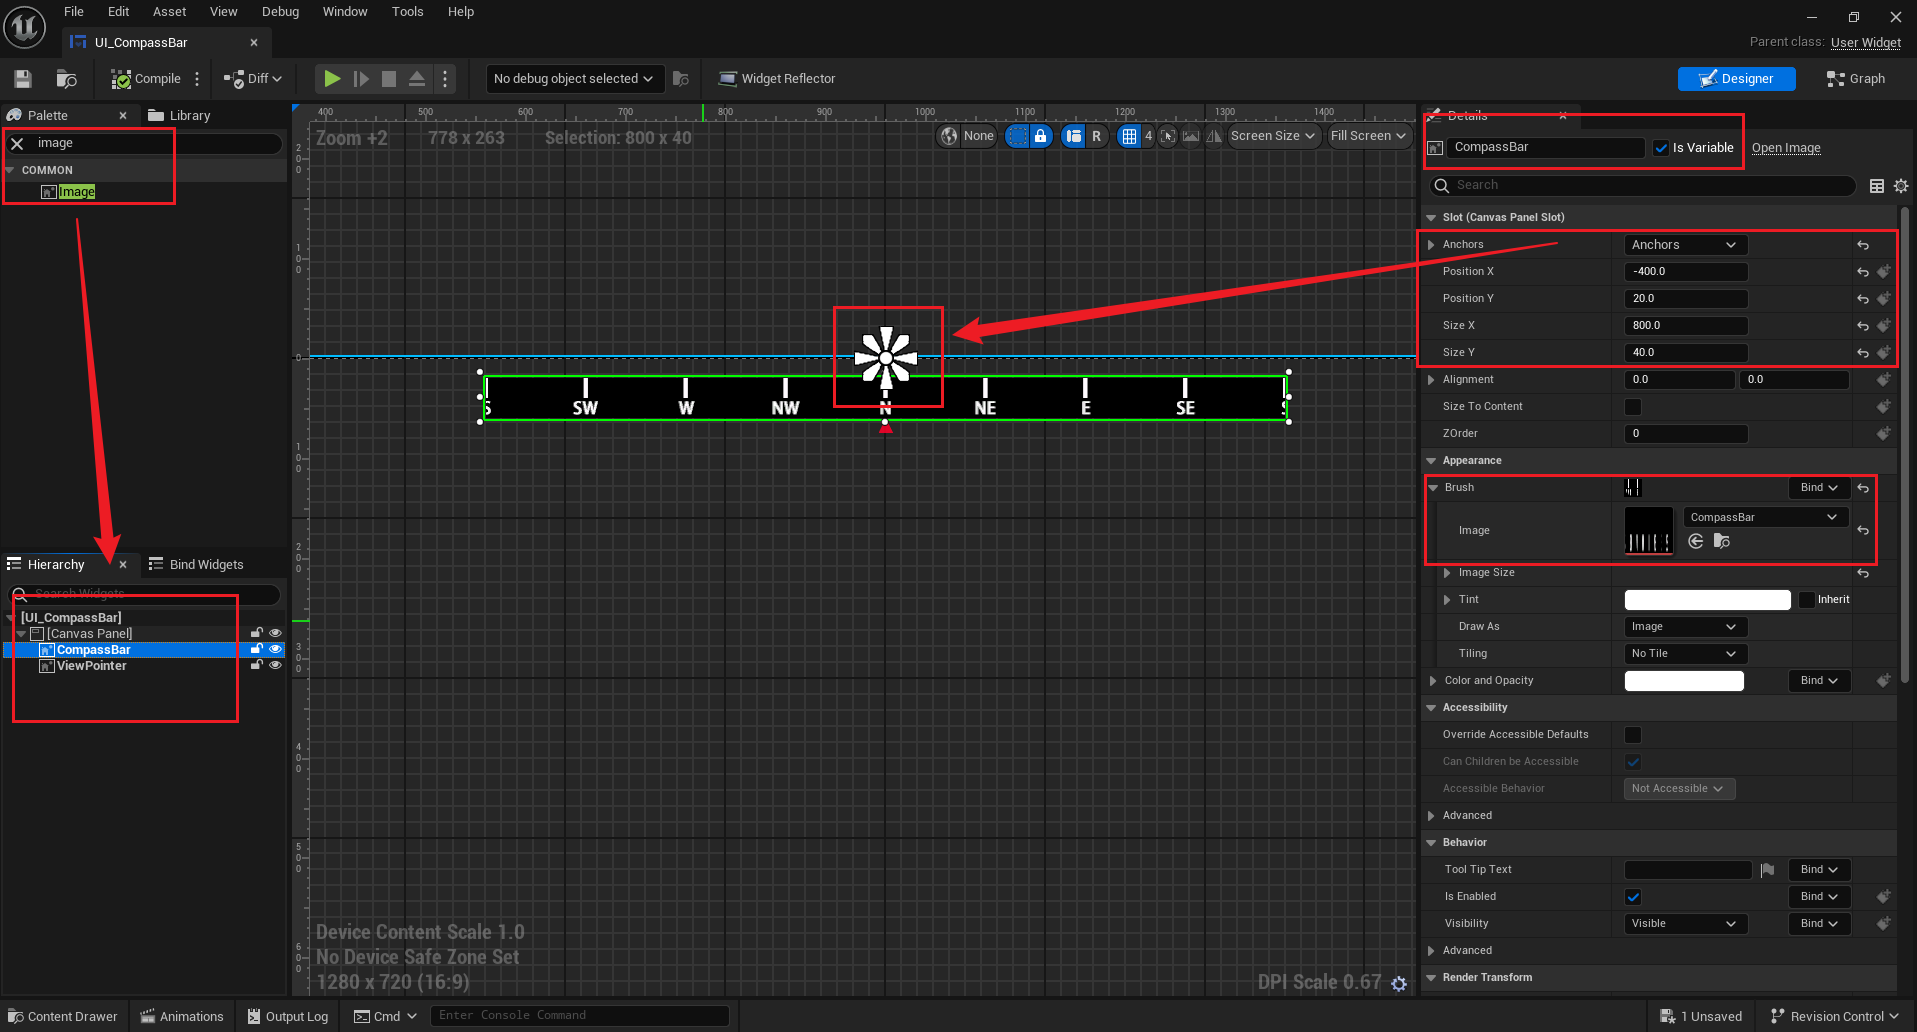 File Edit Asset View Debug Window Tools Help
UI_CompassBar
Parent class: User Widget
Compile Diff No debug object selected Widget Reflector Designer Graph
Palette Library
image
COMMON
Image
Hierarchy Bind Widgets
Search Widgets
[UI_CompassBar]
[Canvas Panel]
CompassBar
ViewPointer
400 500 600 700 800 900 1000 1100 1200 1300 1400
Zoom +2 778 x 263 Selection: 800 x 40
None R 4 Screen Size Fill Screen
200
100
0
100
200
300
400
500
600
SW W NW N NE E SE
Device Content Scale 1.0
No Device Safe Zone Set
1280 x 720 (16:9)
DPI Scale 0.67
Details
CompassBar Is Variable Open Image
Search
Slot (Canvas Panel Slot)
Anchors Anchors
Position X -400.0
Position Y 20.0
Size X 800.0
Size Y 40.0
Alignment 0.0 0.0
Size To Content
ZOrder 0
Appearance
Brush Bind
Image CompassBar
Image Size
Tint Inherit
Draw As Image
Tiling No Tile
Color and Opacity Bind
Accessibility
Override Accessible Defaults
Can Children be Accessible
Accessible Behavior Not Accessible
Advanced
Behavior
Tool Tip Text Bind
Is Enabled Bind
Visibility Visible Bind
Advanced
Render Transform
Content Drawer Animations Output Log Cmd Enter Console Command 1 Unsaved Revision Control